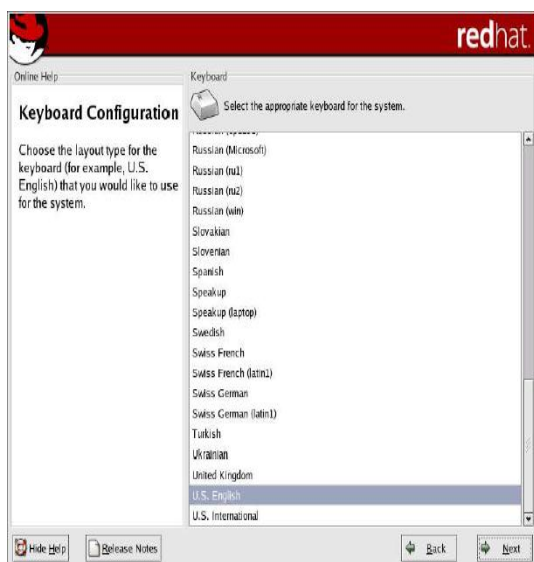 redhat.
Online Help
Keyboard Configuration
Choose the layout type for the
keyboard (for example, U.S.
English) that you would like to use
for the system.
Keyboard
Select the appropriate keyboard for the system.
Russian (Microsoft)
Russian (ru1)
Russian (ru2)
Russian (win)
Slovakian
Slovenian
Spanish
Speakup
Speakup (laptop)
Swedish
Swiss French
Swiss French (latin1)
Swiss German
Swiss German (latin1)
Turkish
Ukrainian
United Kingdom
U.S. English
U.S. International
Hide Help
Release Notes
Back
Next